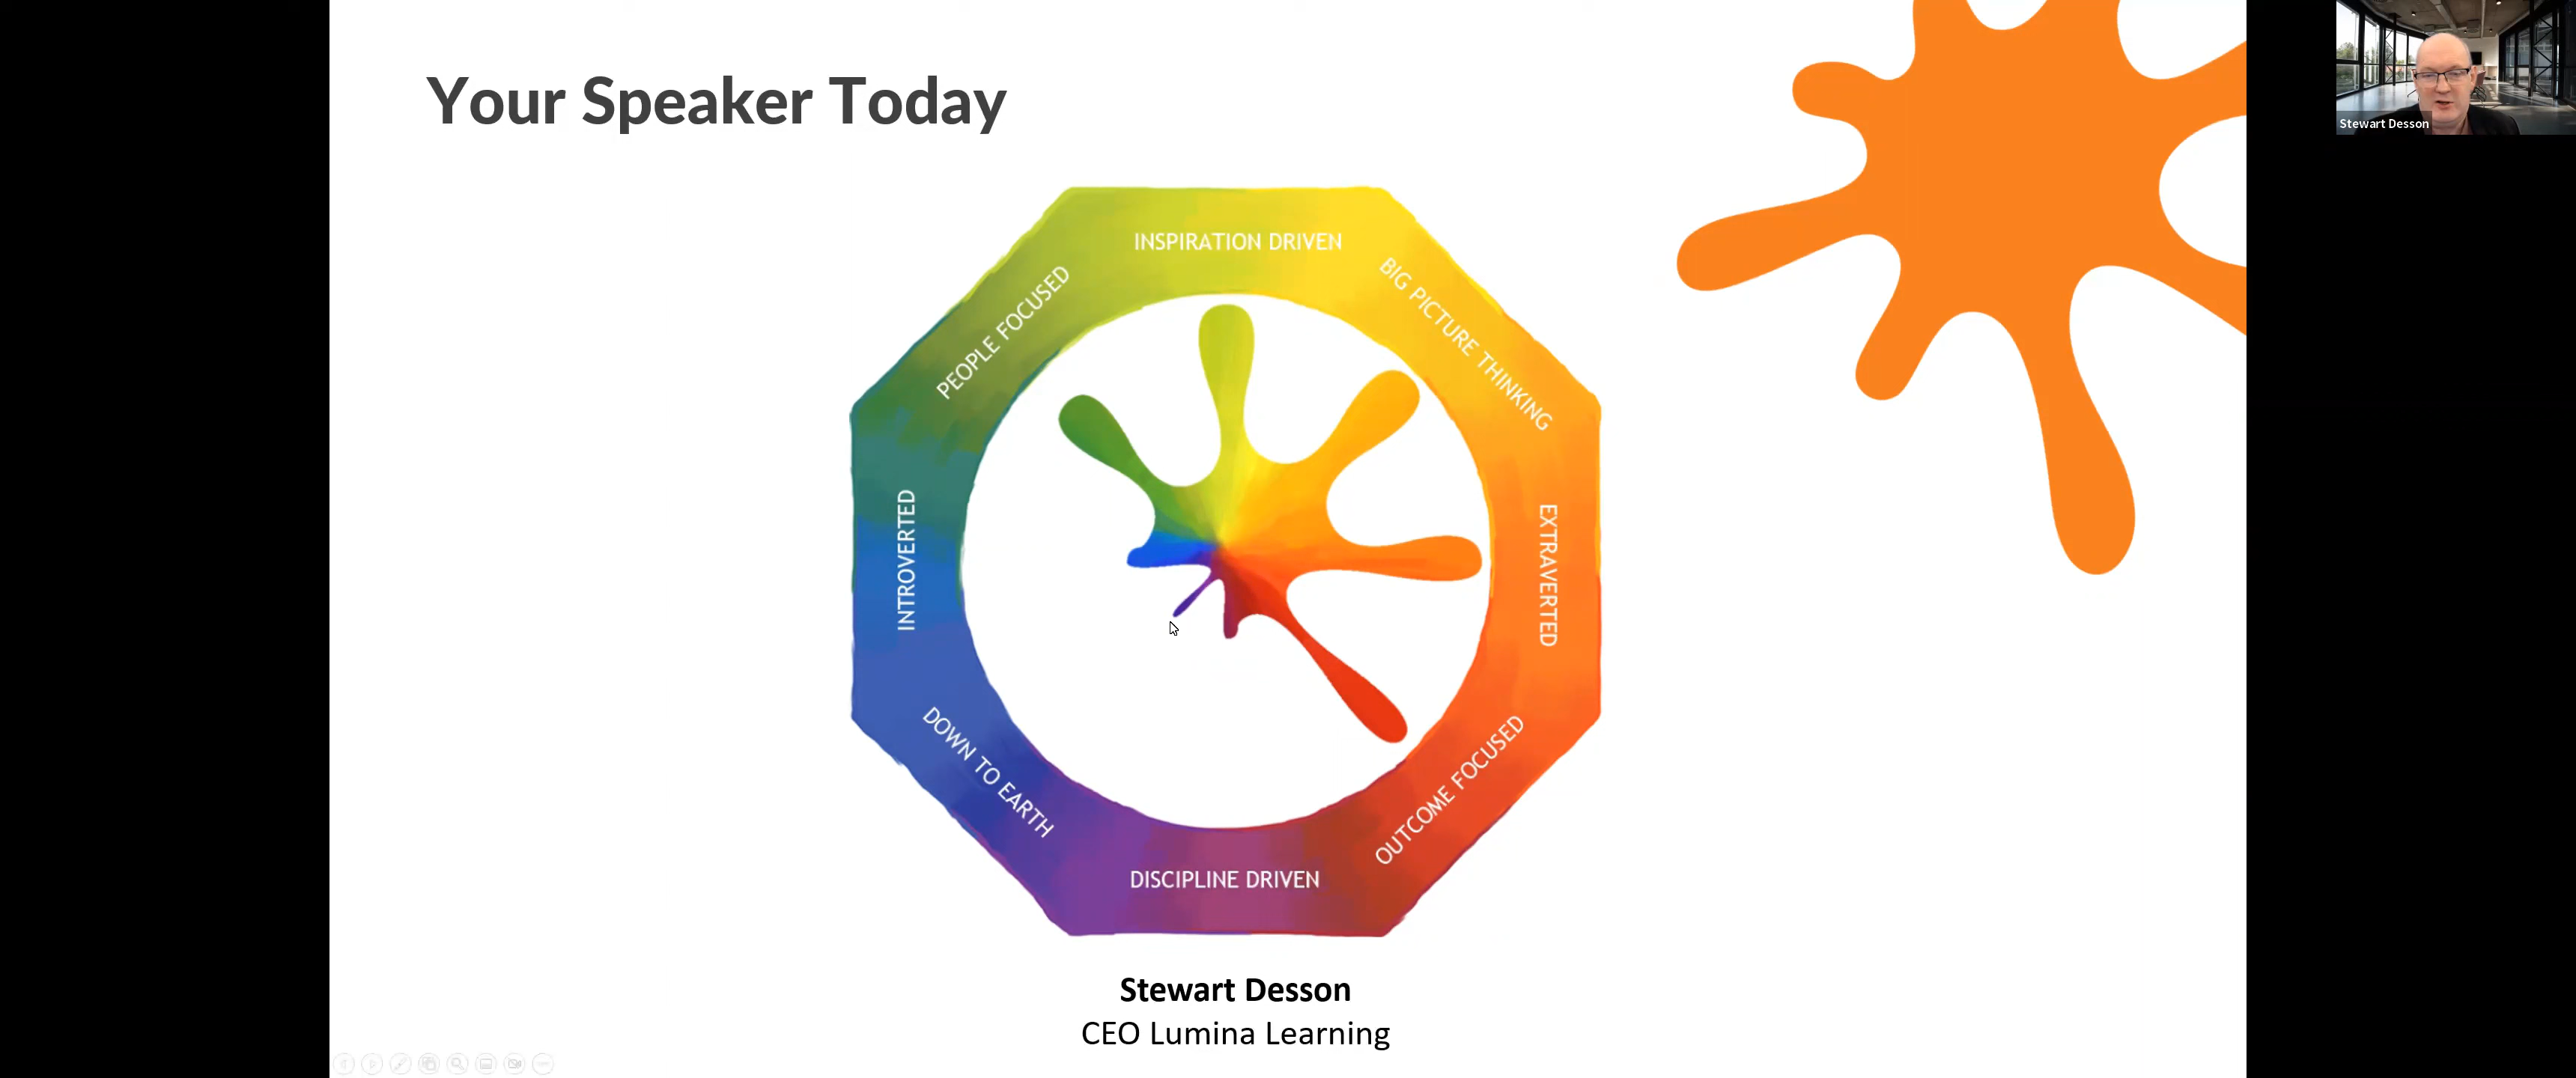 Your Speaker Today
Stewart Desson
INSPIRATION DRIVEN
BIG PICTURE THINKING
PEOPLE FOCUSED
EXTRAVERTED
INTROVERTED
OUTCOME FOCUSED
DOWN TO EARTH
DISCIPLINE DRIVEN
Stewart Desson
CEO Lumina Learning